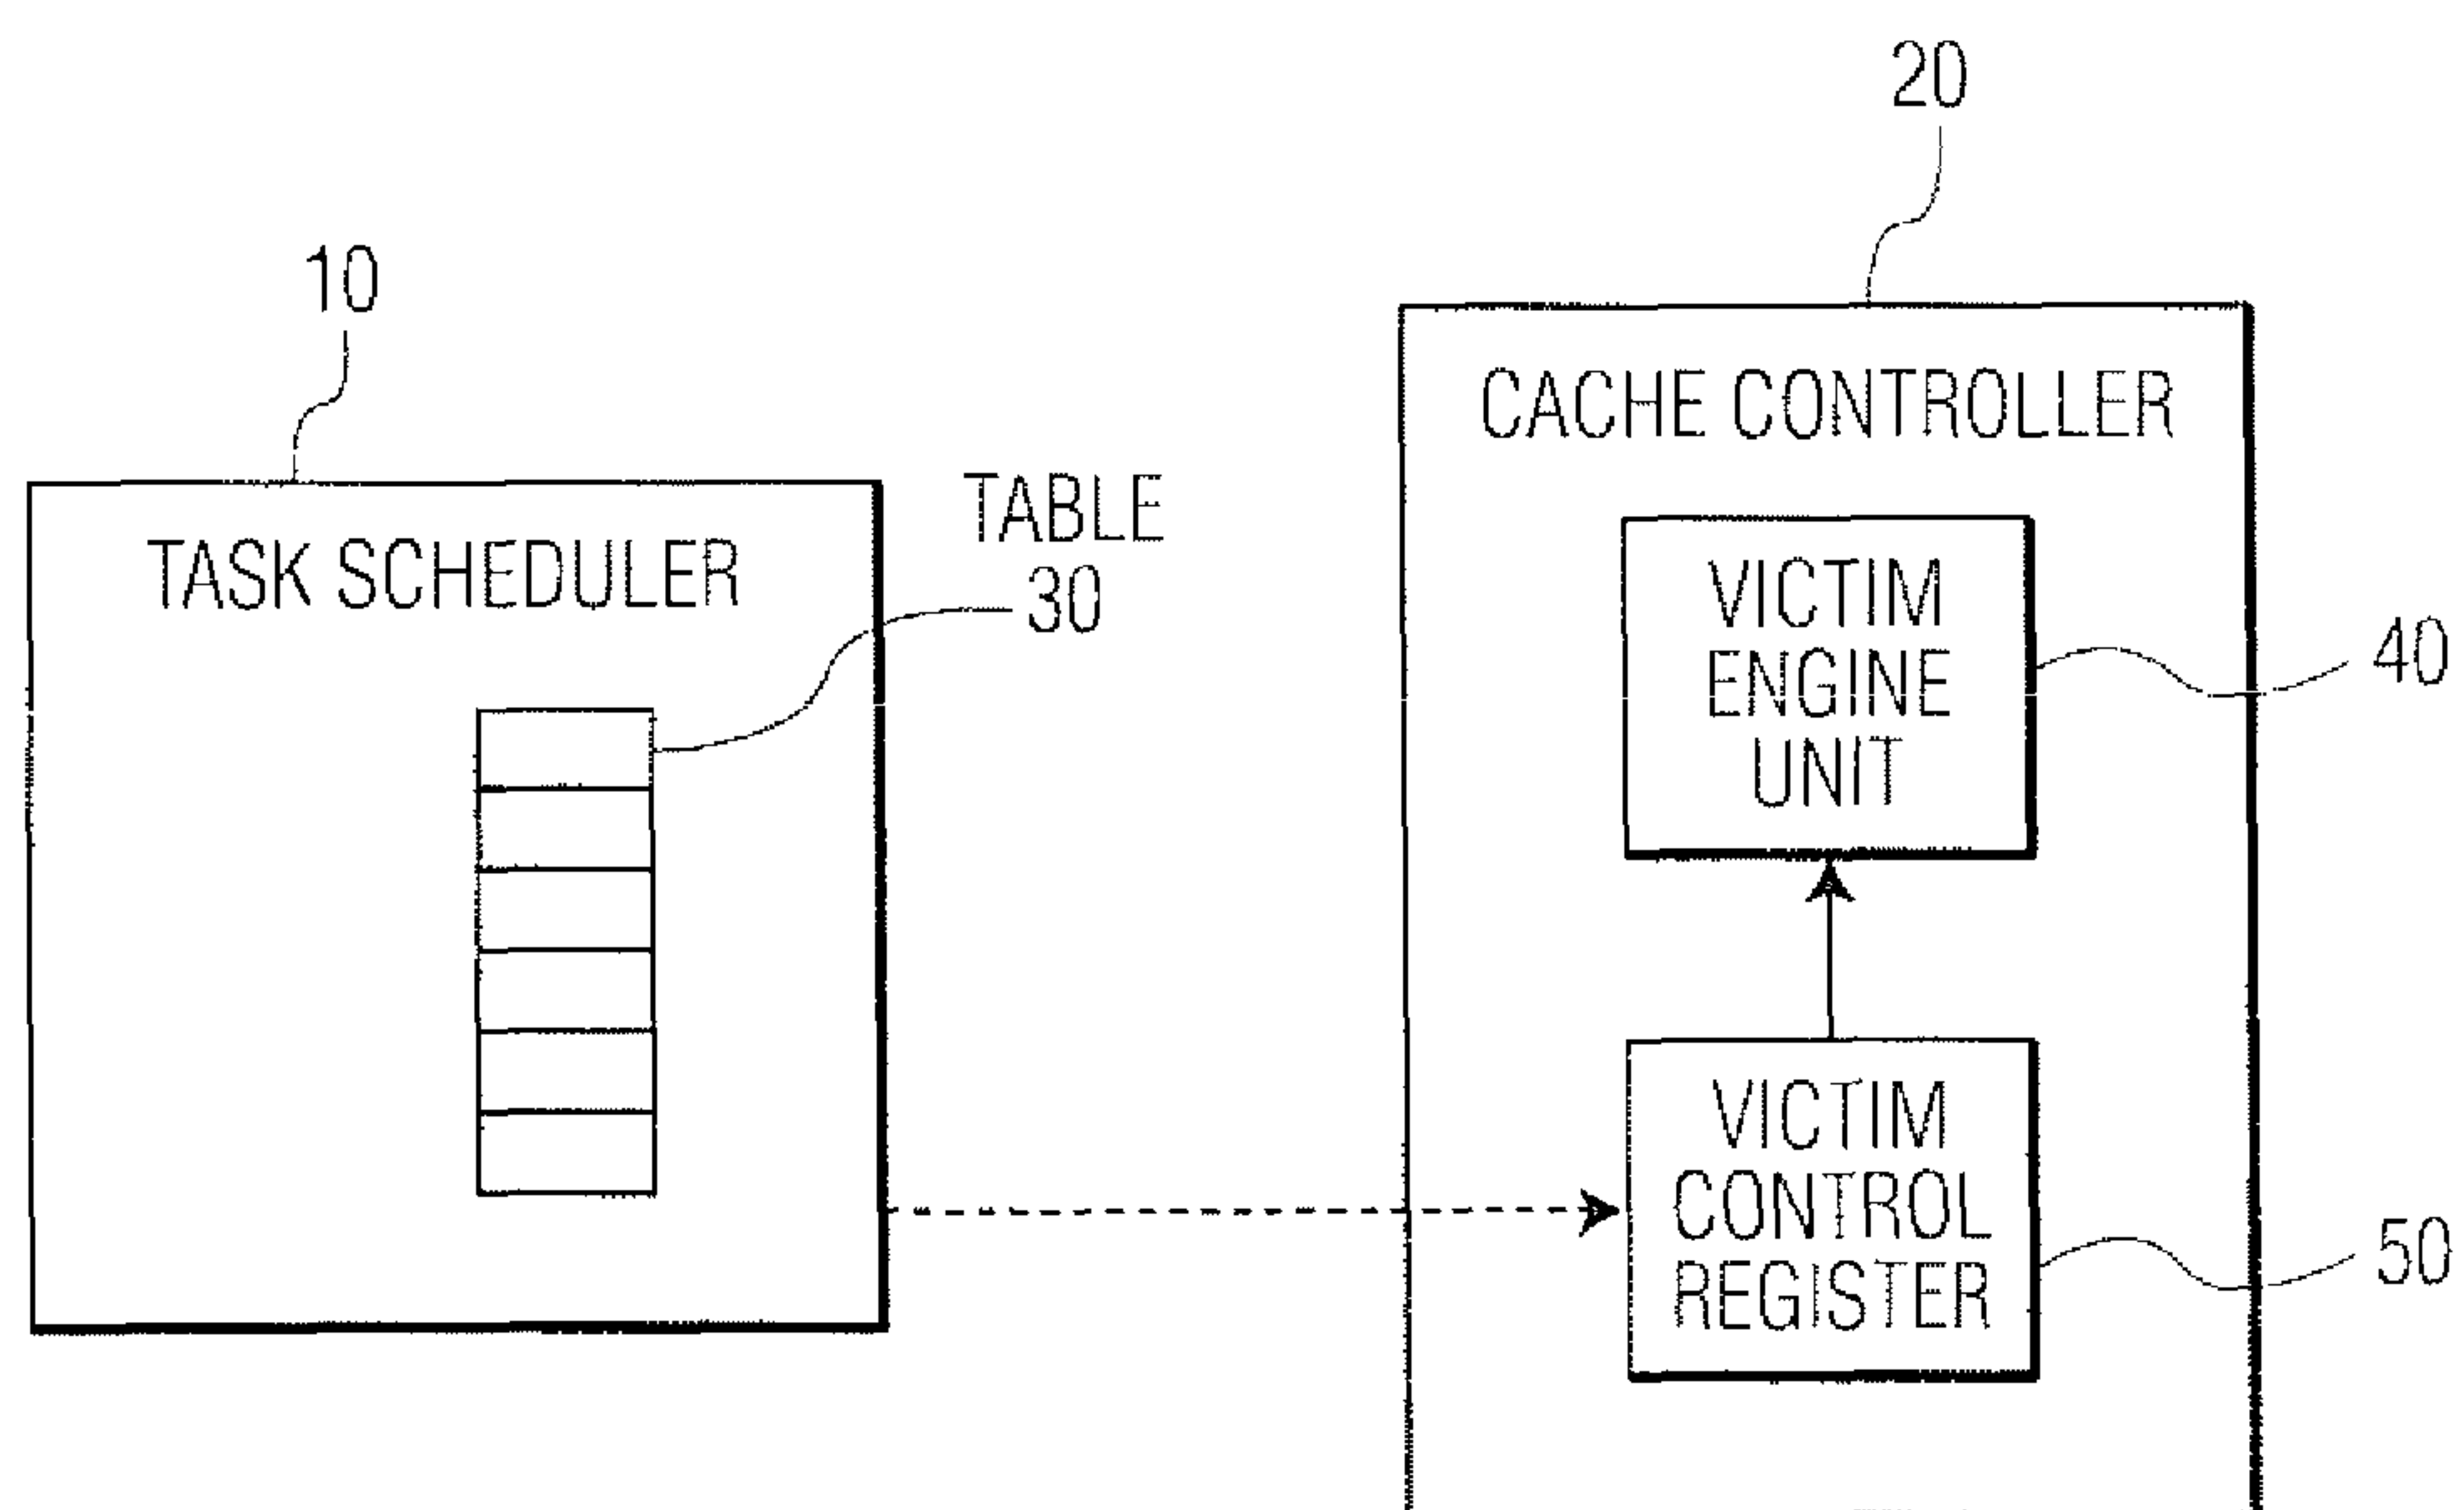 20
10
CACHE CONTROLLER
TASK SCHEDULER
TABLE
30
VICTIM
ENGINE
UNIT
40
VICTIM
CONTROL
REGISTER
50